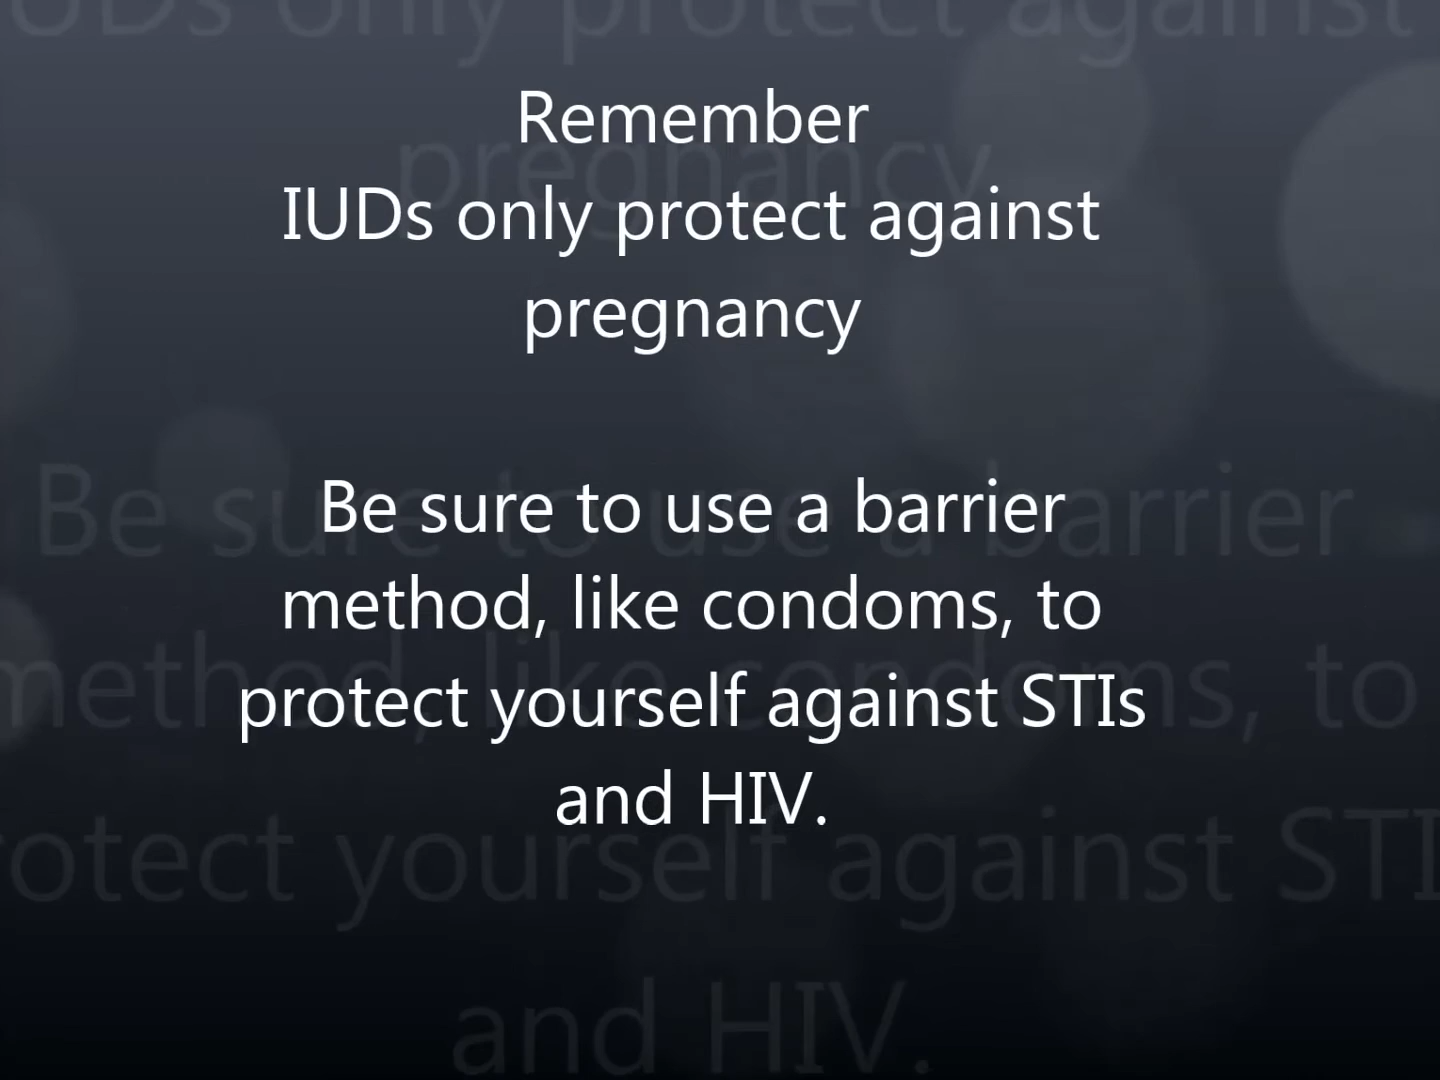 Remember
IUDs only protect against
pregnancy
Be sure to use a barrier
method, like condoms, to
protect yourself against STIs
and HIV.